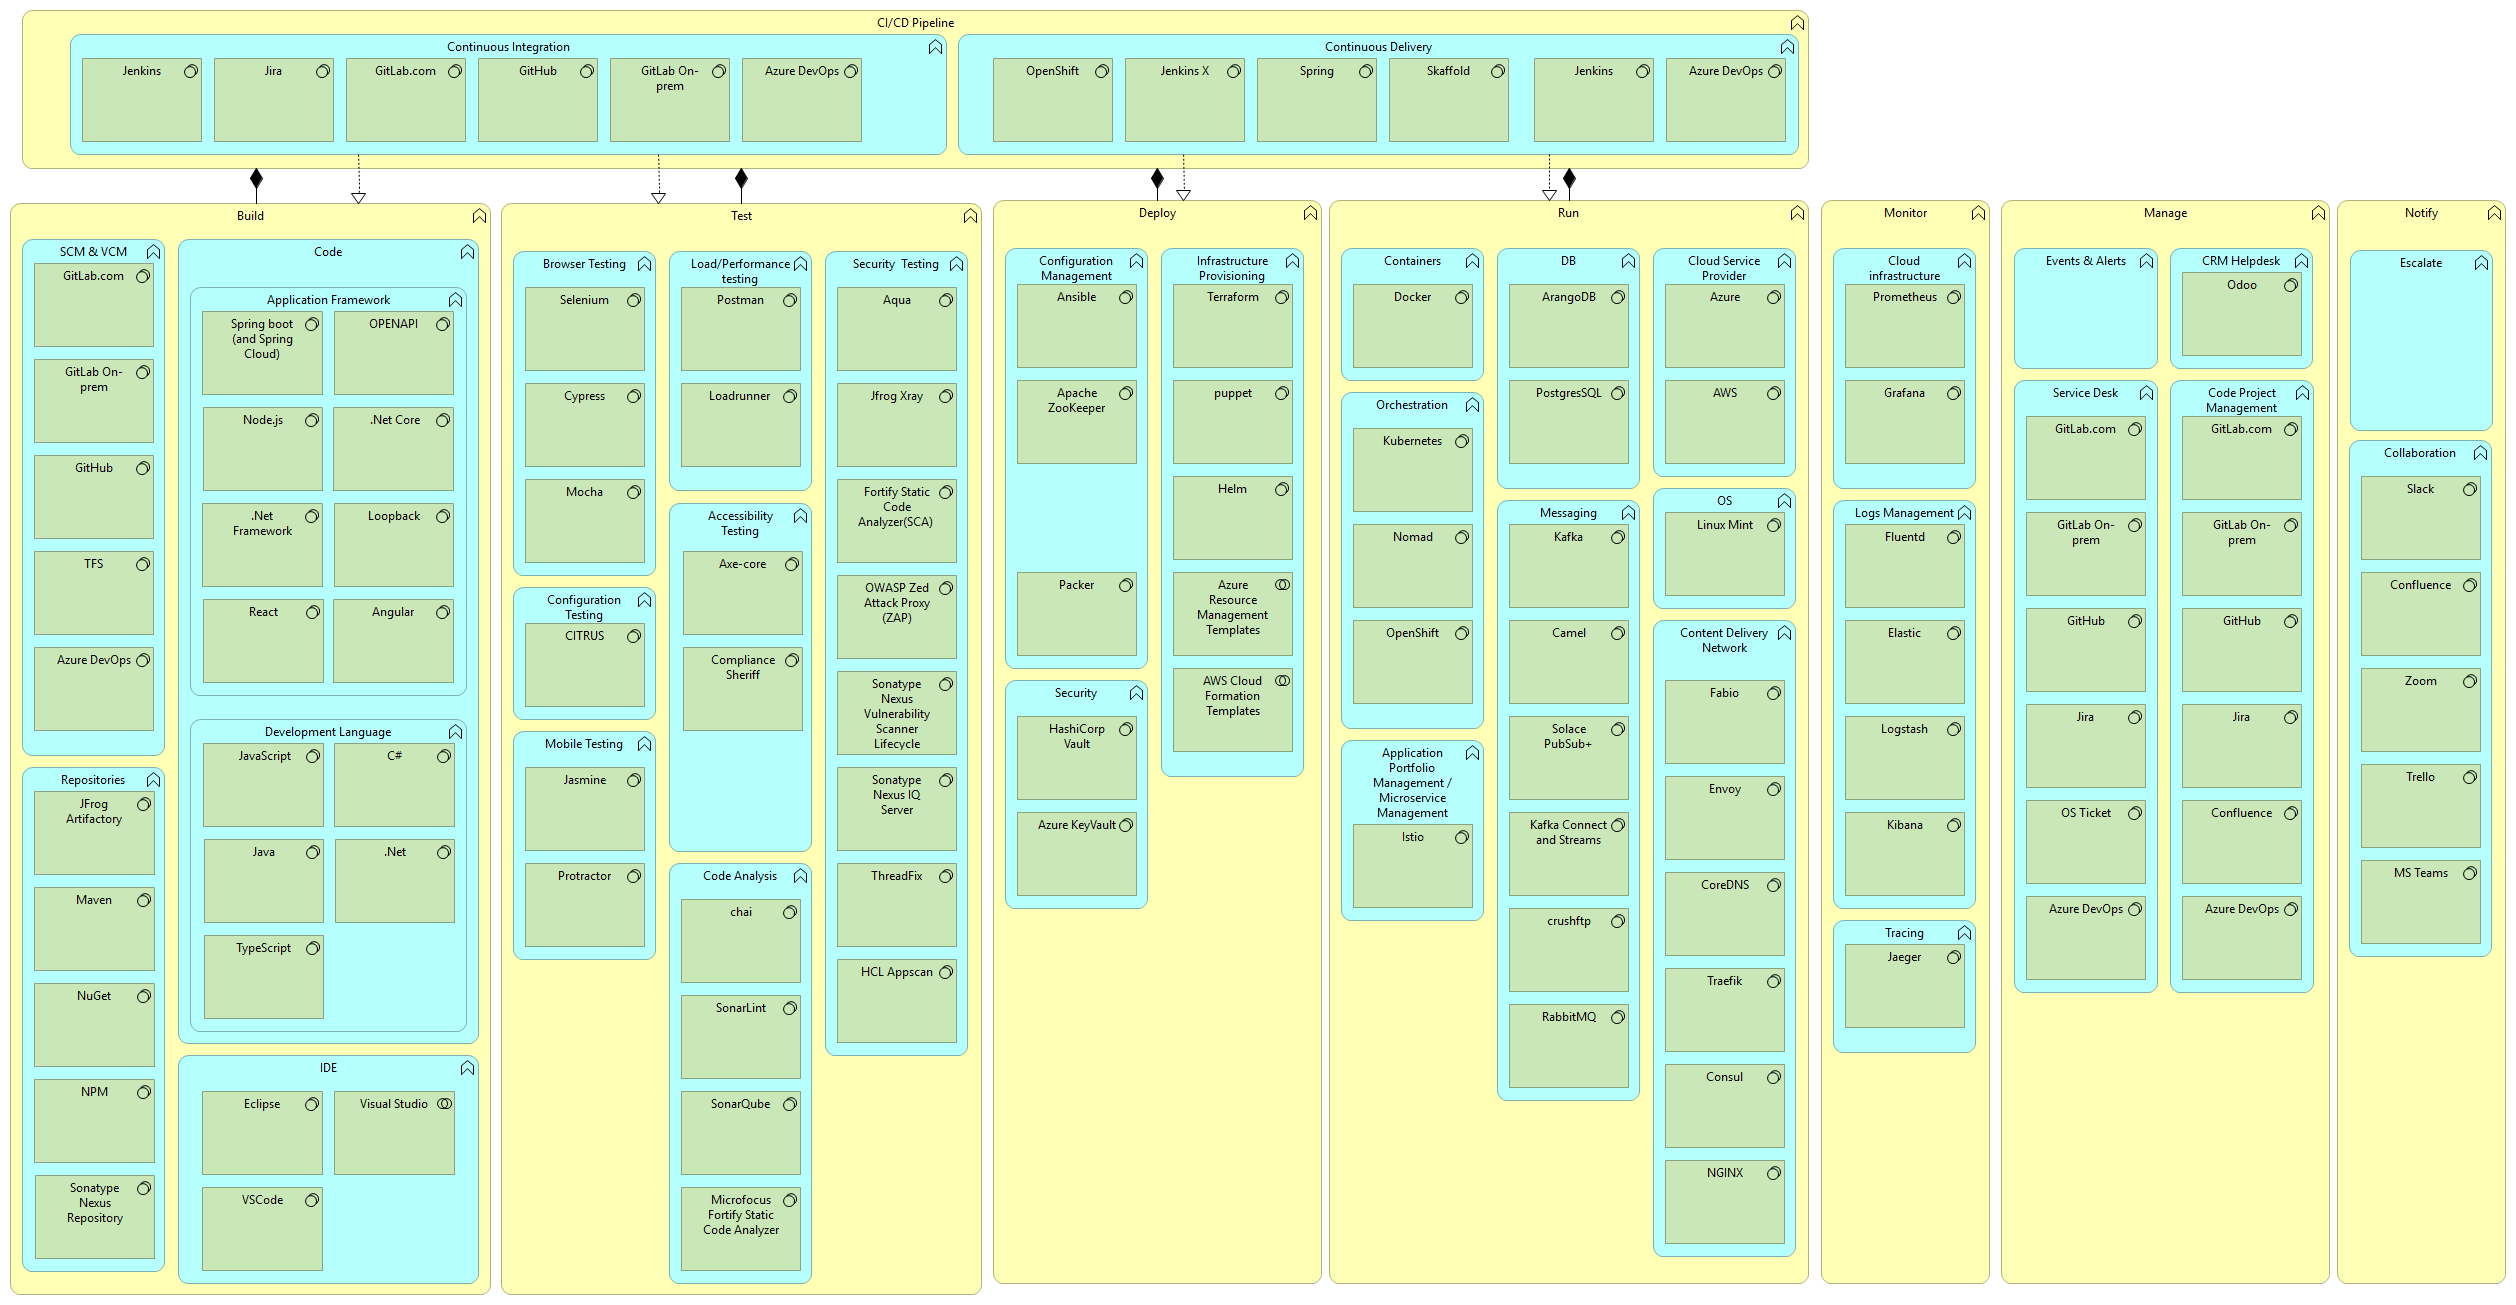 CI/CD Pipeline
Continuous Integration
Jenkins
Jira
GitLab.com
GitHub
GitLab On-
prem
Azure DevOps
Continuous Delivery
OpenShift
Jenkins X
Spring
Skaffold
Jenkins
Azure DevOps
Build
SCM & VCM
GitLab.com
GitLab On-
prem
GitHub
TFS
Azure DevOps
Repositories
JFrog
Artifactory
Maven
NuGet
NPM
Sonatype
Nexus
Repository
Code
Application Framework
Spring boot
(and Spring
Cloud)
OPENAPI
Node.js
.Net Core
.Net
Framework
Loopback
React
Angular
Development Language
JavaScript
C#
Java
.Net
TypeScript
IDE
Eclipse
Visual Studio
VSCode
Test
Browser Testing
Selenium
Cypress
Mocha
Configuration
Testing
CITRUS
Mobile Testing
Jasmine
Protractor
Load/Performance
testing
Postman
Loadrunner
Accessibility
Testing
Axe-core
Compliance
Sheriff
Code Analysis
chai
SonarLint
SonarQube
Microfocus
Fortify Static
Code Analyzer
Security  Testing
Aqua
Jfrog Xray
Fortify Static
Code
Analyzer(SCA)
OWASP Zed
Attack Proxy
(ZAP)
Sonatype
Nexus
Vulnerability
Scanner
Lifecycle
Sonatype
Nexus IQ
Server
ThreadFix
HCL Appscan
Deploy
Configuration
Management
Ansible
Apache
ZooKeeper
Packer
Security
HashiCorp
Vault
Azure KeyVault
Infrastructure
Provisioning
Terraform
puppet
Helm
Azure
Resource
Management
Templates
AWS Cloud
Formation
Templates
Run
Containers
Docker
Orchestration
Kubernetes
Nomad
OpenShift
Application
Portfolio
Management /
Microservice
Management
Istio
DB
ArangoDB
PostgresSQL
Messaging
Kafka
Camel
Solace
PubSub+
Kafka Connect
and Streams
crushftp
RabbitMQ
Cloud Service
Provider
Azure
AWS
OS
Linux Mint
Content Delivery
Network
Fabio
Envoy
CoreDNS
Traefik
Consul
NGINX
Monitor
Cloud
infrastructure
Prometheus
Grafana
Logs Management
Fluentd
Elastic
Logstash
Kibana
Tracing
Jaeger
Manage
Events & Alerts
CRM Helpdesk
Odoo
Service Desk
GitLab.com
GitLab On-
prem
GitHub
Jira
OS Ticket
Azure DevOps
Code Project
Management
GitLab.com
GitLab On-
prem
GitHub
Jira
Confluence
Azure DevOps
Notify
Escalate
Collaboration
Slack
Confluence
Zoom
Trello
MS Teams